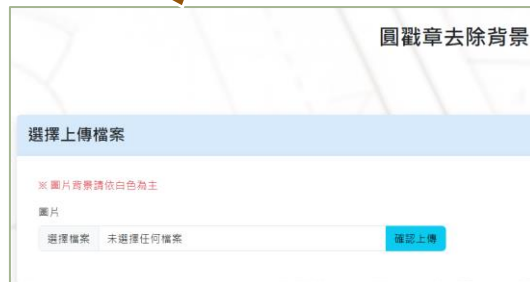 圓戳章去除背景
選擇上傳檔案
※ 圖片背景請依白色為主
圖片
選擇檔案 未選擇任何檔案 確認上傳